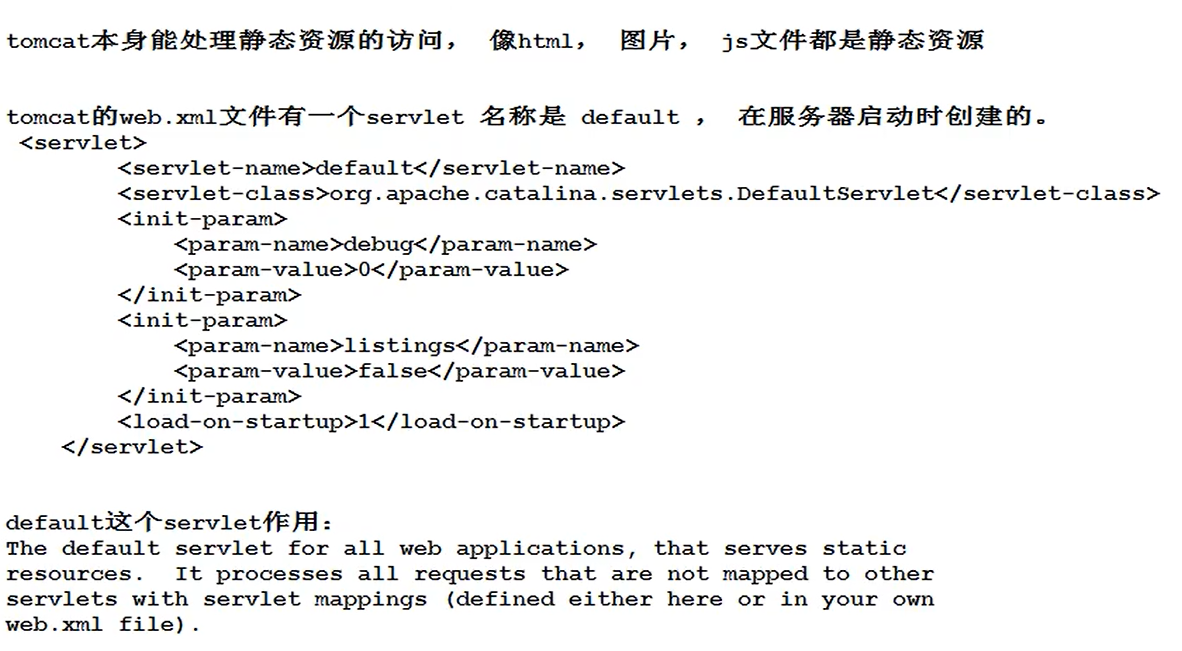 tomcat本身能处理静态资源的访问， 像html， 图片， js文件都是静态资源
tomcat的web.xml文件有一个servlet 名称是 default ， 在服务器启动时创建的。
<servlet>
<servlet-name>default</servlet-name>
<servlet-class>org.apache.catalina.servlets.DefaultServlet</servlet-class>
<init-param>
<param-name>debug</param-name>
<param-value>0</param-value>
</init-param>
<init-param>
<param-name>listings</param-name>
<param-value>false</param-value>
</init-param>
<load-on-startup>1</load-on-startup>
</servlet>
default这个servlet作用：
The default servlet for all web applications, that serves static
resources.  It processes all requests that are not mapped to other
servlets with servlet mappings (defined either here or in your own
web.xml file).